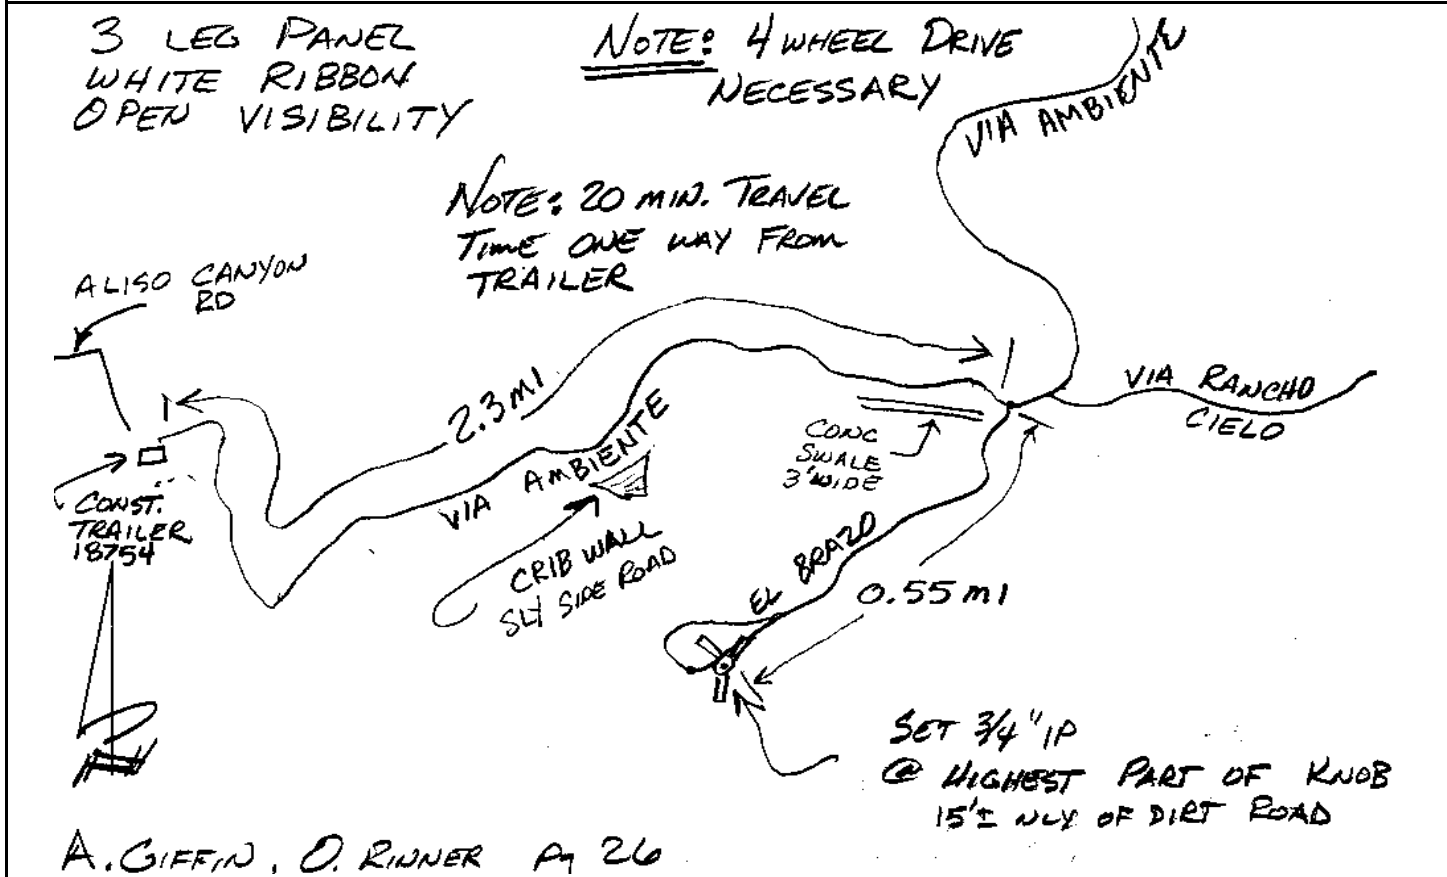 3 LEG PANEL
WHITE RIBBON
OPEN VISIBILITY
NOTE: 4 WHEEL DRIVE
NECESSARY
VIA AMBIENTE
NOTE: 20 MIN. TRAVEL
TIME ONE WAY FROM
TRAILER
ALISO CANYON
RD
2.3 MI
VIA RANCHO
CIELO
CONC
SWALE
3' WIDE
VIA AMBIENTE
CONST.
TRAILER
18754
CRIB WALL
SLY SIDE ROAD
EL BRAZO
0.55 MI
SET 3/4" IP
@ HIGHEST PART OF KNOB
15'± NLY OF DIRT ROAD
A. GIFFIN, O. RINNER Pg 26